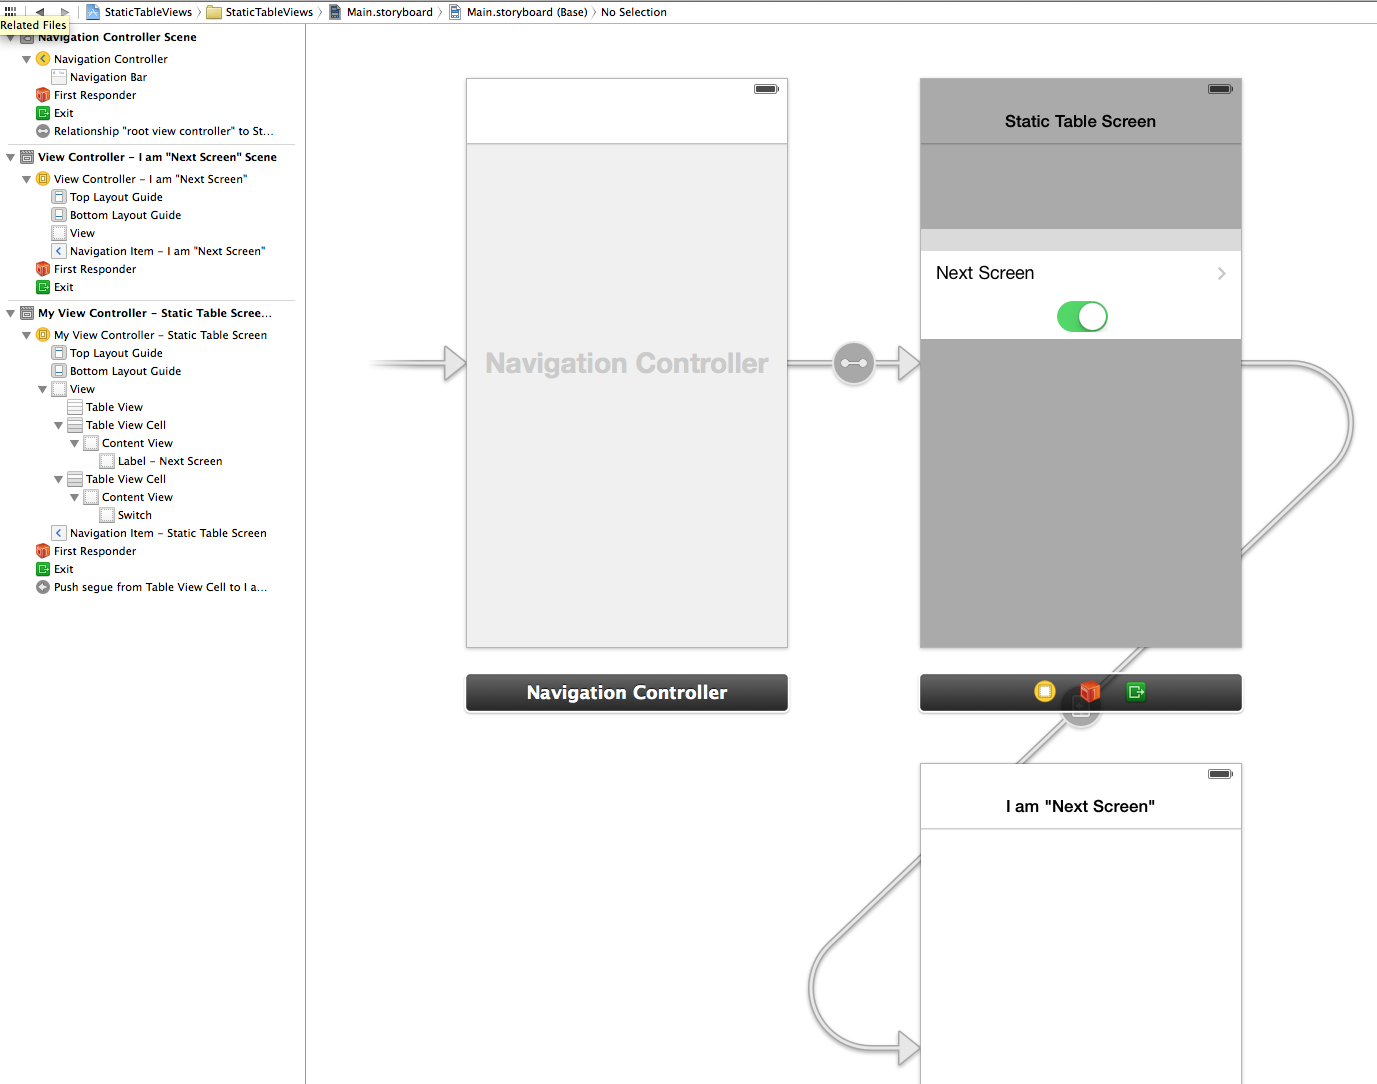 StaticTableViews StaticTableViews Main.storyboard Main.storyboard (Base) No Selection
Related Files
Navigation Controller Scene
Navigation Controller
Navigation Bar
First Responder
Exit
Relationship "root view controller" to St...
View Controller – I am "Next Screen" Scene
View Controller – I am "Next Screen"
Top Layout Guide
Bottom Layout Guide
View
Navigation Item – I am "Next Screen"
First Responder
Exit
My View Controller – Static Table Scree...
My View Controller – Static Table Screen
Top Layout Guide
Bottom Layout Guide
View
Table View
Table View Cell
Content View
Label – Next Screen
Table View Cell
Content View
Switch
Navigation Item – Static Table Screen
First Responder
Exit
Push segue from Table View Cell to I a...
Navigation Controller
Navigation Controller
Static Table Screen
Next Screen
I am "Next Screen"